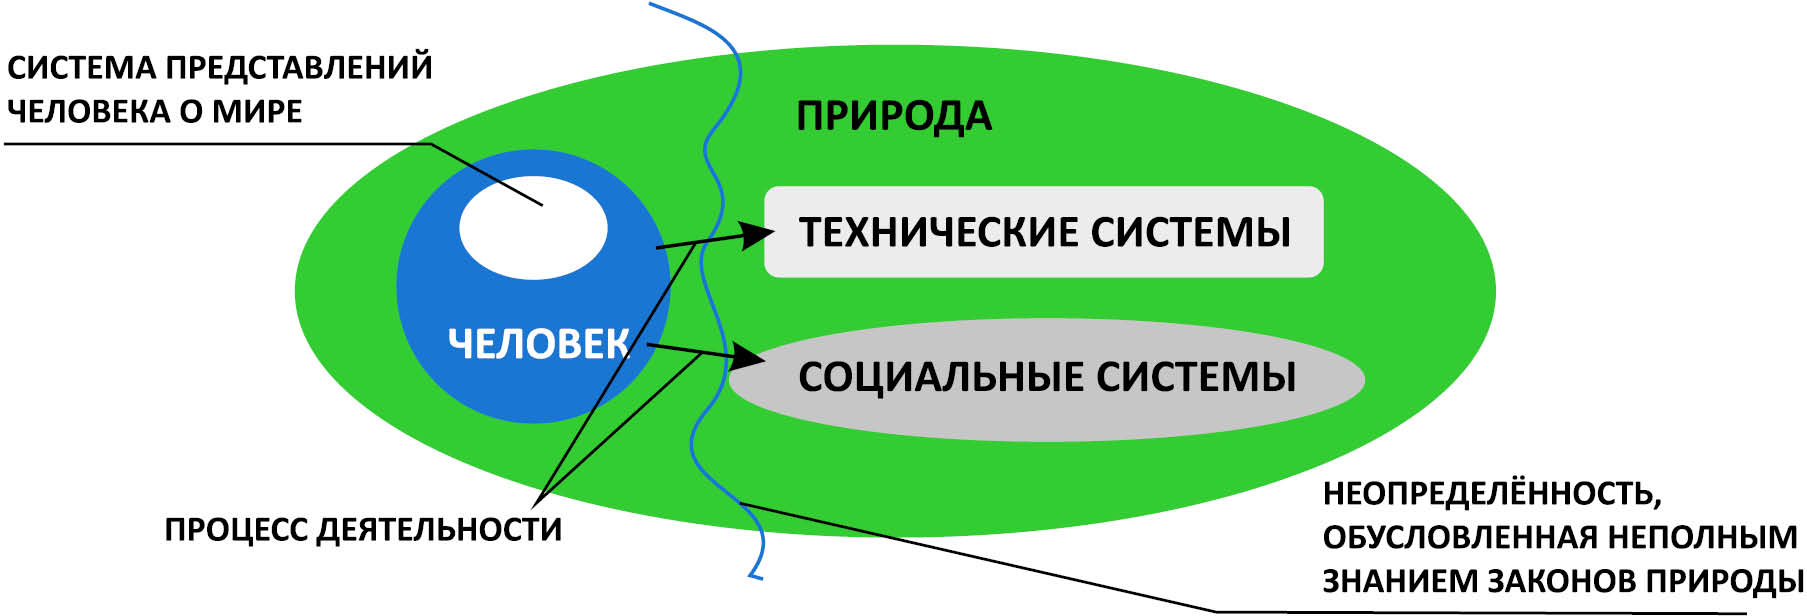 СИСТЕМА ПРЕДСТАВЛЕНИЙ
ЧЕЛОВЕКА О МИРЕ
ПРИРОДА
ТЕХНИЧЕСКИЕ СИСТЕМЫ
ЧЕЛОВЕК
СОЦИАЛЬНЫЕ СИСТЕМЫ
ПРОЦЕСС ДЕЯТЕЛЬНОСТИ
НЕОПРЕДЕЛЁННОСТЬ,
ОБУСЛОВЛЕННАЯ НЕПОЛНЫМ
ЗНАНИЕМ ЗАКОНОВ ПРИРОДЫ